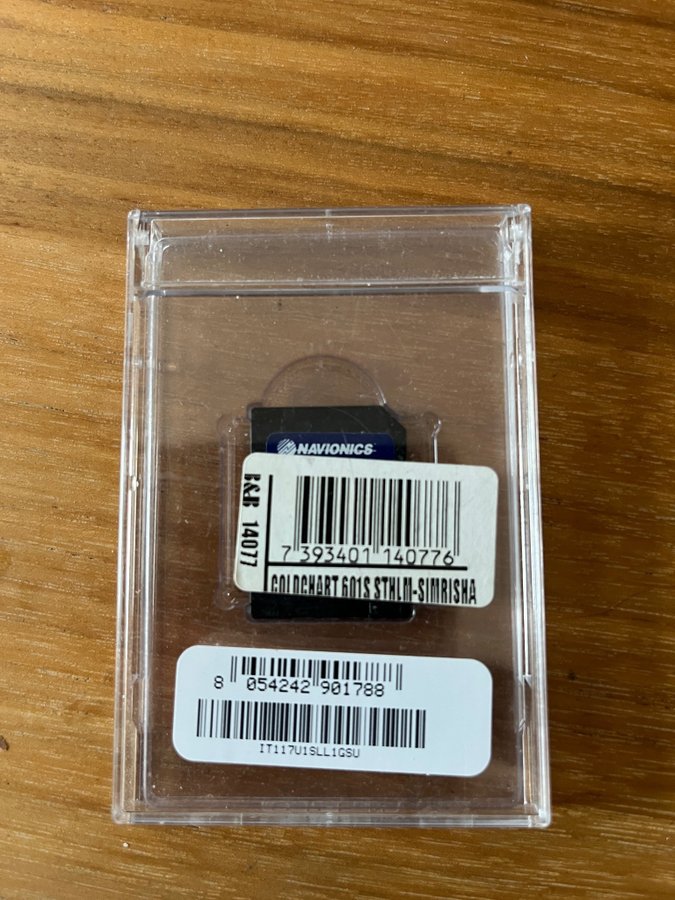 NAVIONICS
B&B 14077
7 393401 140776
GOLDCHART 601S STHLM-SIMRISHA
8 054242 901788
IT117U1SLL1GSU